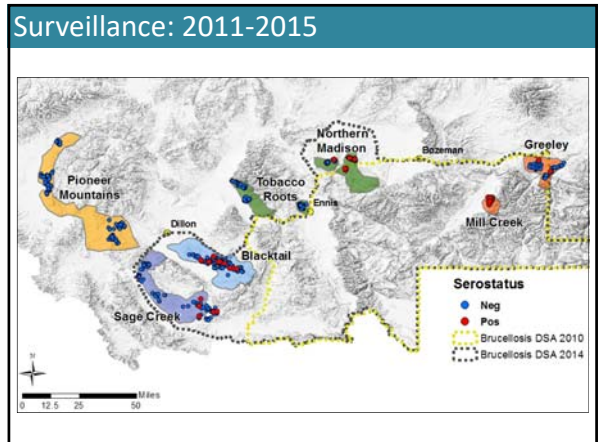 Surveillance: 2011-2015
Northern
Madison
Bozeman
Greeley
Pioneer
Mountains
Tobacco
Roots
Ennis
Mill Creek
Dillon
Blacktail
Sage Creek
Serostatus
Neg
Pos
Brucellosis DSA 2010
Brucellosis DSA 2014
Miles
0 12.5 25 50